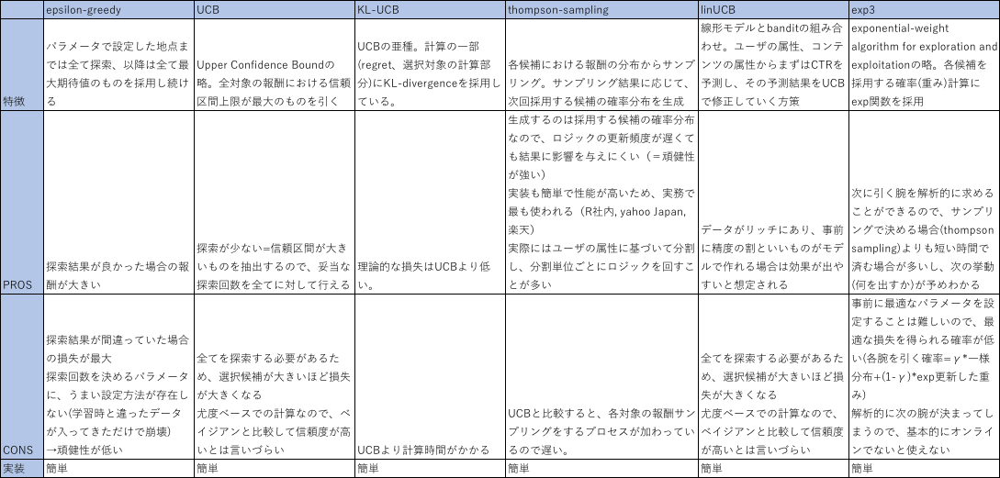 epsilon-greedy
UCB
KL-UCB
thompson-sampling
linUCB
exp3
特徴
パラメータで設定した地点ま
では全て探索、以降は全て最
大期待値のものを採用し続け
る
Upper Confidence Boundの
略。全対象の報酬における信頼
区間上限が最大のものを引く
UCBの亜種。計算の一部
(regret、選択対象の計算部
分)にKL-divergenceを採用し
ている。
各候補における報酬の分布からサンプ
リング。サンプリング結果に応じて、
次回採用する候補の確率分布を生成
線形モデルとbanditの組み合
わせ。ユーザの属性、コンテ
ンツの属性からまずはCTRを
予測し、その予測結果をUCB
で修正していく方策
exponential-weight
algorithm for exploration and
exploitationの略。各候補を
採用する確率(重み)計算に
exp関数を採用
PROS
探索結果が良かった場合の報
酬が大きい
探索が少ない=信頼区間が大き
いものを抽出するので、妥当な
探索回数を全てに対して行える
理論的な損失はUCBより低
い。
生成するのは採用する候補の確率分布
なので、ロジックの更新頻度が遅くて
も結果に影響を与えにくい（＝頑健性
が強い）
実装も簡単で性能が高いため、実務で
最も使われる（R社内, yahoo Japan,
楽天）
実際にはユーザの属性に基づいて分割
し、分割単位ごとにロジックを回すこ
とが多い
データがリッチにあり、事前
に精度の割といいものがモデ
ルで作れる場合は効果が出や
すいと想定される
次に引く腕を解析的に求める
ことができるので、サンプ
リングで決める場合(thompson
sampling)よりも短い時間で
済む場合が多いし、次の挙動
(何を出すか)が予めわかる
CONS
探索結果が間違っていた場合
の損失が最大
探索回数を決めるパラメータ
に、うまい設定方法が存在し
ない(学習時と違ったデータ
が入ってきただけで崩壊)
→頑健性が低い
全てを探索する必要があるた
め、選択候補が大きいほど損失
が大きくなる
尤度ベースでの計算なので、ベ
イジアンと比較して信頼度が高
いとは言いづらい
UCBより計算時間がかかる
UCBと比較すると、各対象の報酬サン
プリングをするプロセスが加わってい
るので遅い。
全てを探索する必要があるた
め、選択候補が大きいほど損
失が大きくなる
尤度ベースでの計算なので、
ベイジアンと比較して信頼度
が高いとは言いづらい
事前に最適なパラメータを設
定することは難しいので、最
適な損失を得られる確率が低
い(各腕を引く確率=γ*一様
分布+(1-γ)*exp更新した重
み)
解析的に次の腕が決まってし
まうので、基本的にオンライ
ンでないと使えない
実装
簡単
簡単
簡単
簡単
簡単
簡単